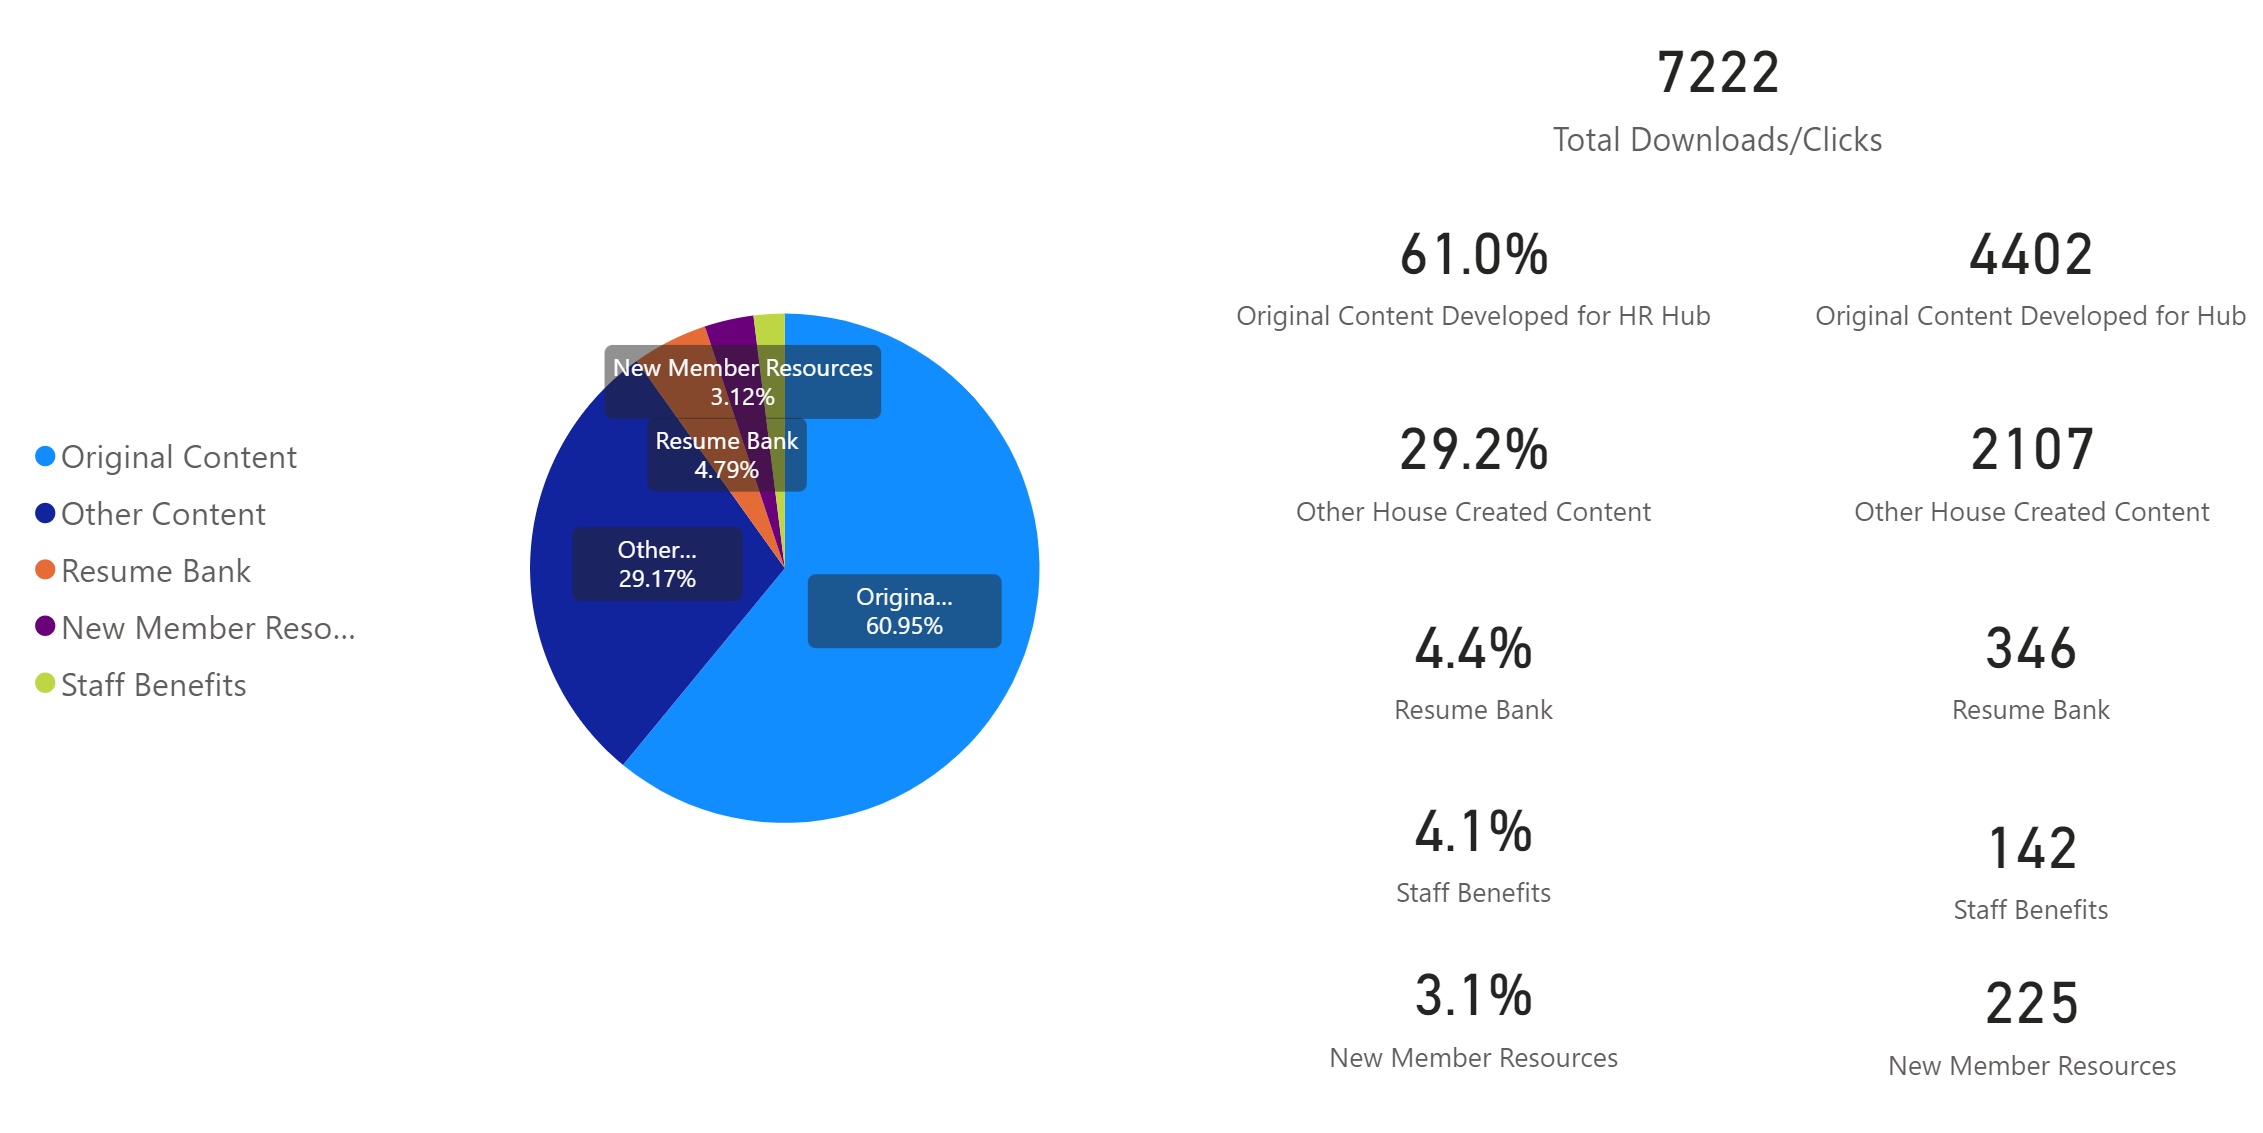 Original Content
Other Content
Resume Bank
New Member Reso...
Staff Benefits
New Member Resources
3.12%
Resume Bank
4.79%
Other...
29.17%
Origina...
60.95%
7222
Total Downloads/Clicks
61.0%
Original Content Developed for HR Hub
4402
Original Content Developed for Hub
29.2%
Other House Created Content
2107
Other House Created Content
4.4%
Resume Bank
346
Resume Bank
4.1%
Staff Benefits
142
Staff Benefits
3.1%
New Member Resources
225
New Member Resources